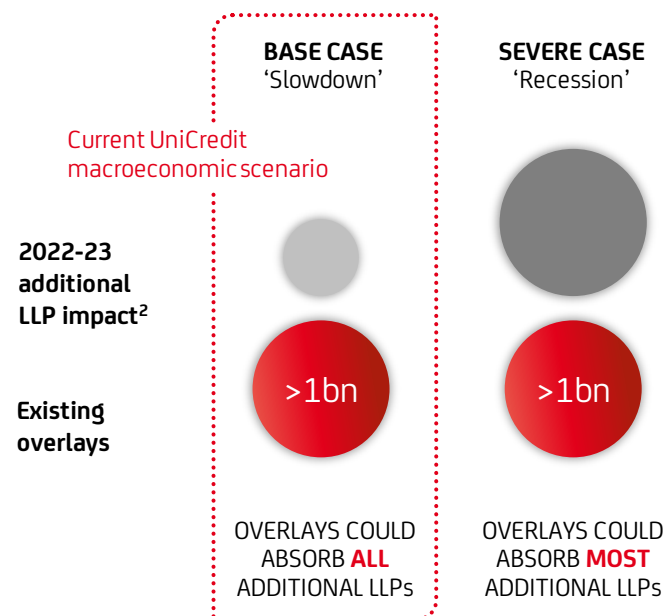 BASE CASE
'Slowdown'
SEVERE CASE
'Recession'
Current UniCredit
macroeconomic scenario
2022-23
additional
LLP impact²
>1bn
>1bn
Existing
overlays
OVERLAYS COULD
ABSORB ALL
ADDITIONAL LLPs
OVERLAYS COULD
ABSORB MOST
ADDITIONAL LLPs